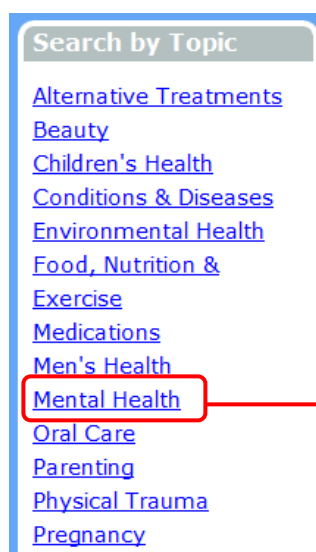 Search by Topic
Alternative Treatments
Beauty
Children's Health
Conditions & Diseases
Environmental Health
Food, Nutrition &
Exercise
Medications
Men's Health
Mental Health
Oral Care
Parenting
Physical Trauma
Pregnancy